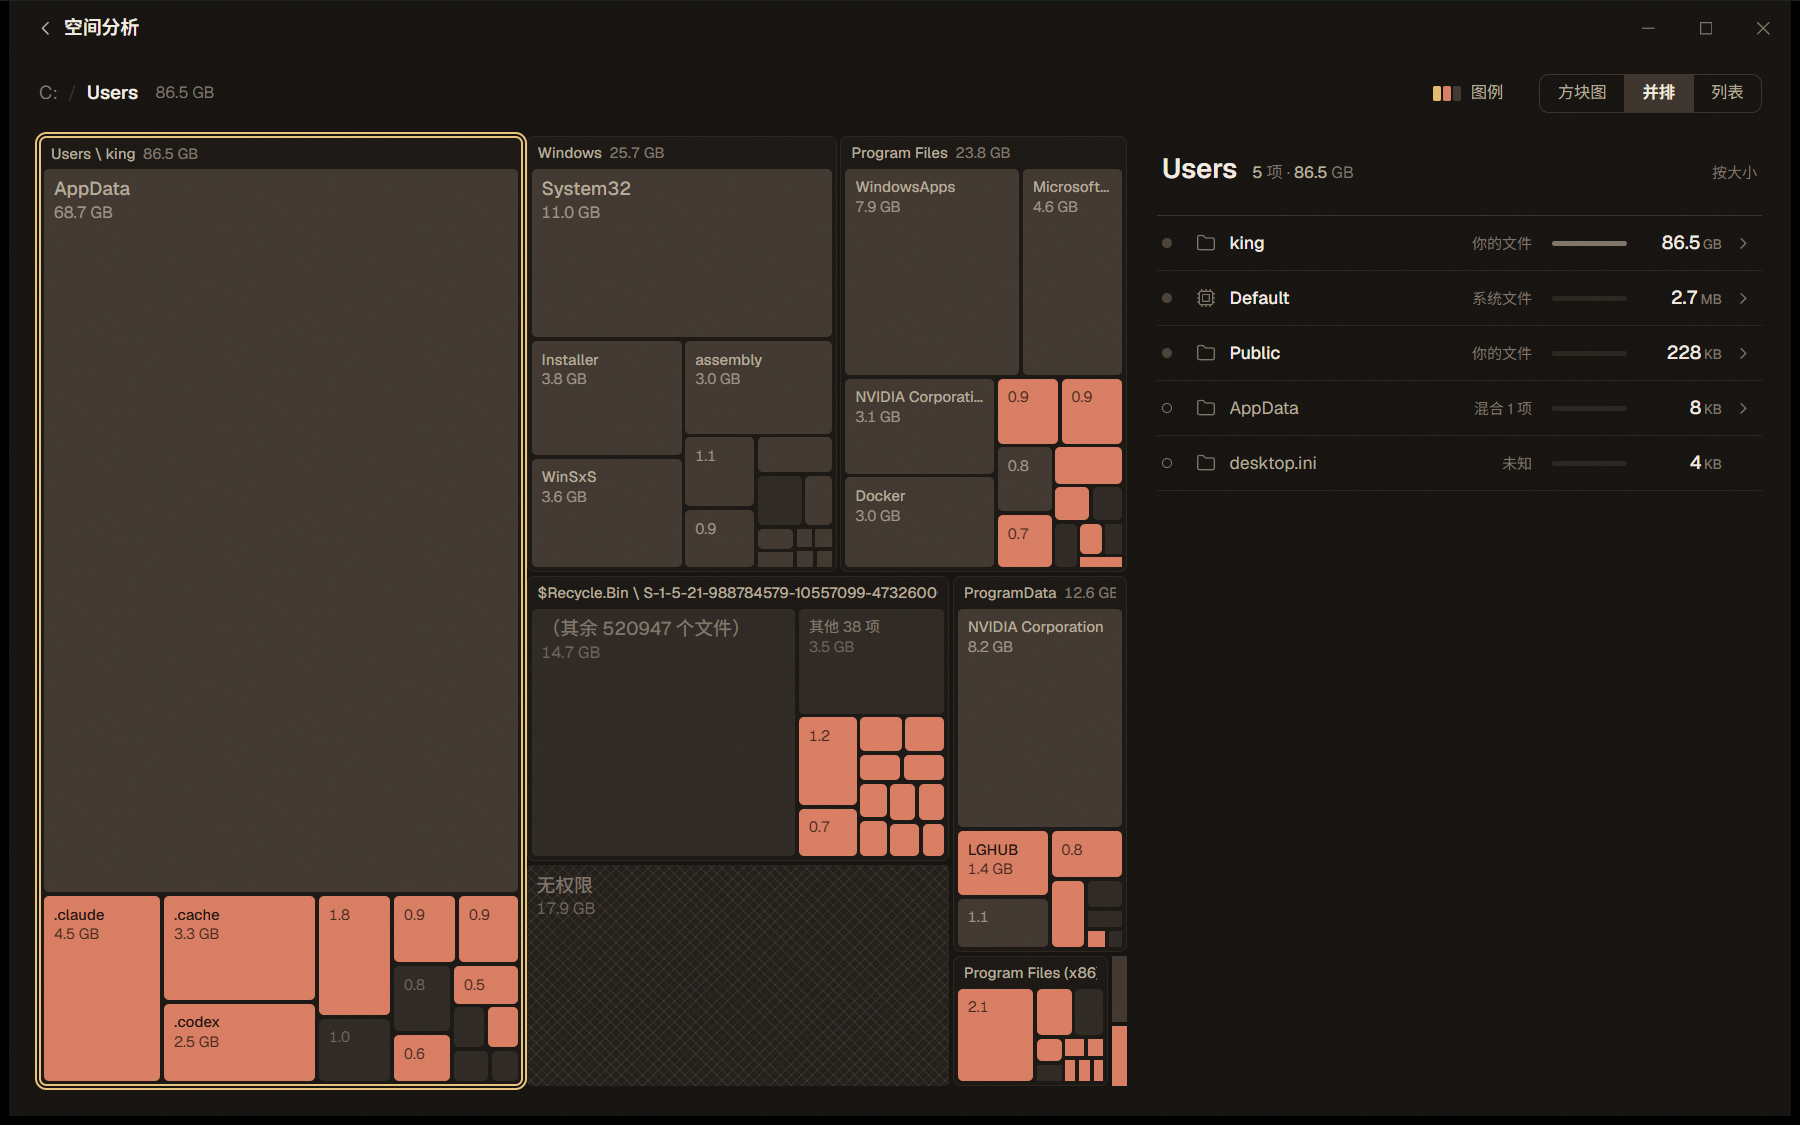 空间分析
C: / Users 86.5 GB
图例
方块图 并排 列表
Users \ king 86.5 GB
AppData
68.7 GB
.claude
4.5 GB
.cache
3.3 GB
.codex
2.5 GB
1.8
1.0
0.9
0.9
0.8
0.5
0.6
Windows 25.7 GB
System32
11.0 GB
Installer
3.8 GB
assembly
3.0 GB
WinSxS
3.6 GB
1.1
0.9
Program Files 23.8 GB
WindowsApps
7.9 GB
Microsoft...
4.6 GB
NVIDIA Corporati...
3.1 GB
Docker
3.0 GB
0.9
0.9
0.8
0.7
$Recycle.Bin \ S-1-5-21-988784579-10557099-4732600
（其余 520947 个文件）
14.7 GB
其他 38 项
3.5 GB
1.2
0.7
无权限
17.9 GB
ProgramData 12.6 GB
NVIDIA Corporation
8.2 GB
LGHUB
1.4 GB
0.8
1.1
Program Files (x86)
2.1
Users 5 项 · 86.5 GB
按大小
king 你的文件 86.5 GB
Default 系统文件 2.7 MB
Public 你的文件 228 KB
AppData 混合 1 项 8 KB
desktop.ini 未知 4 KB